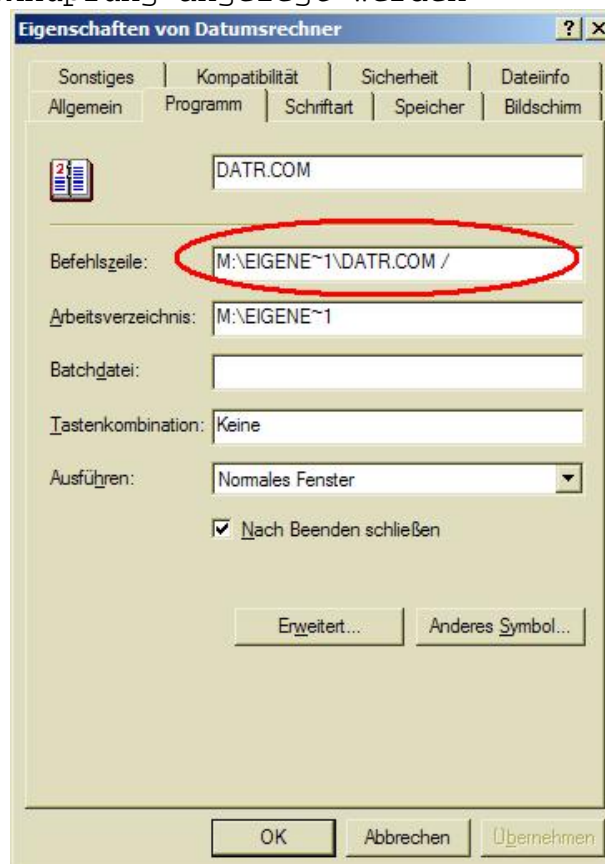 Eigenschaften von Datumsrechner
Sonstiges Kompatibilität Sicherheit Dateiinfo
Allgemein Programm Schriftart Speicher Bildschirm
DATR.COM
Befehlszeile: M:\EIGENE~1\DATR.COM /
Arbeitsverzeichnis: M:\EIGENE~1
Batchdatei:
Tastenkombination: Keine
Ausführen: Normales Fenster
Nach Beenden schließen
Erweitert... Anderes Symbol...
OK Abbrechen Übernehmen